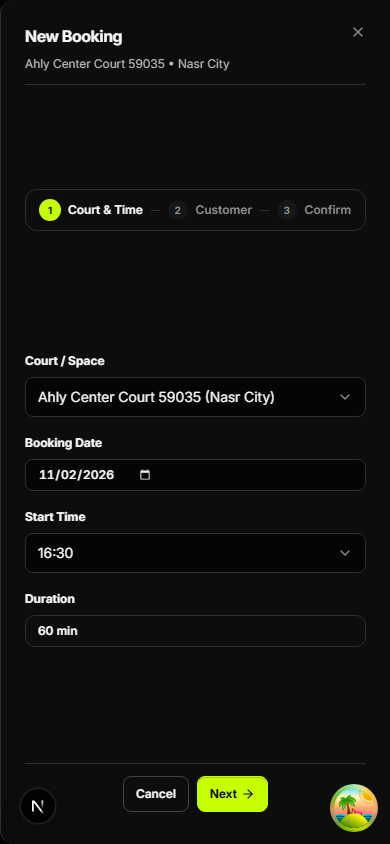 New Booking
Ahly Center Court 59035 • Nasr City
1 Court & Time — 2 Customer — 3 Confirm
Court / Space
Ahly Center Court 59035 (Nasr City)
Booking Date
11/02/2026
Start Time
16:30
Duration
60 min
Cancel Next →
N